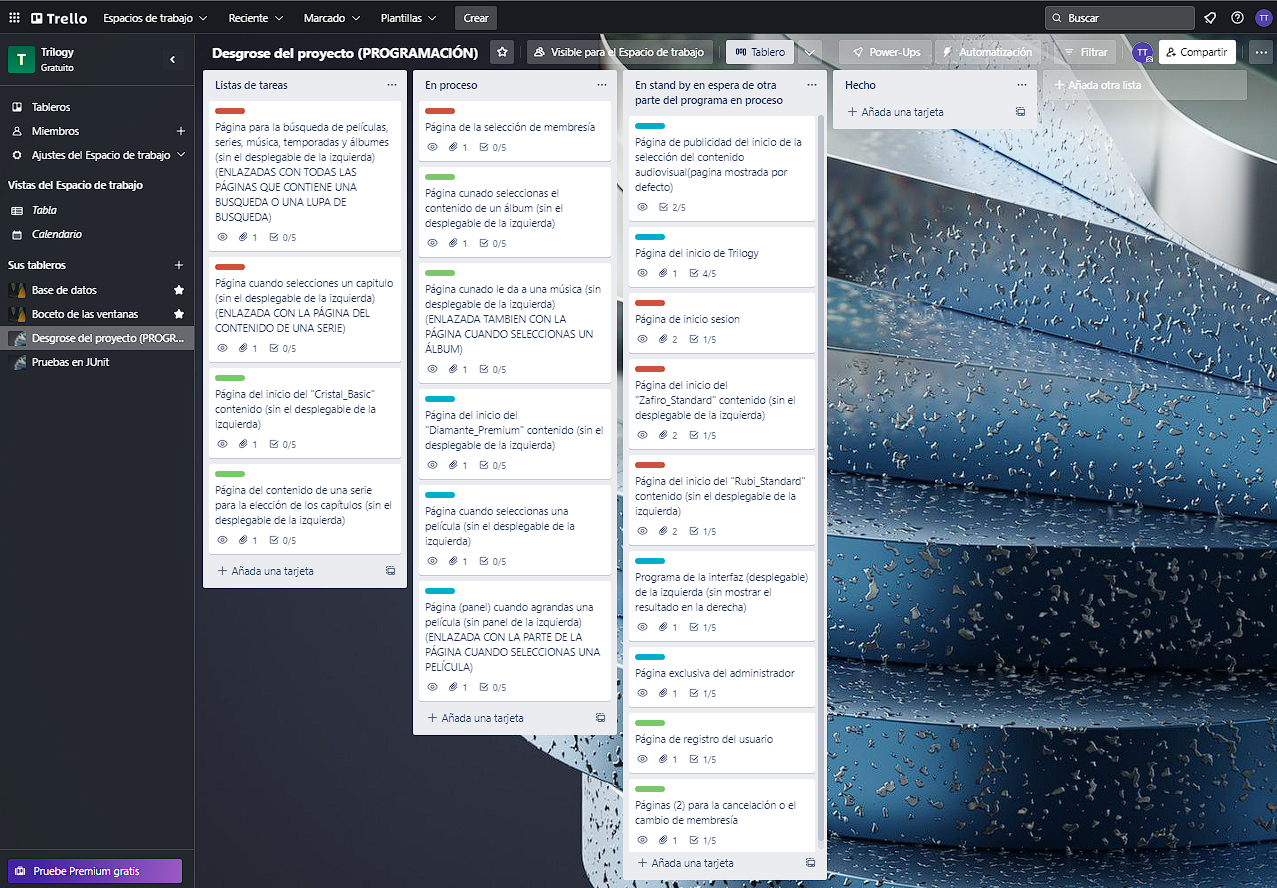 Trello
Espacios de trabajo
Reciente
Marcado
Plantillas
Crear
Buscar
TT
T
Trilogy
Gratuito
Desgrose del proyecto (PROGRAMACIÓN)
Visible para el Espacio de trabajo
Tablero
Power-Ups
Automatización
Filtrar
TT
Compartir
Tableros
Miembros
Ajustes del Espacio de trabajo
Vistas del Espacio de trabajo
Tabla
Calendario
Sus tableros
Base de datos
Boceto de las ventanas
Desgrose del proyecto (PROGR...
Pruebas en JUnit
Pruebe Premium gratis
Listas de tareas
Página para la búsqueda de películas,
series, música, temporadas y álbumes
(sin el desplegable de la izquierda)
(ENLAZADAS CON TODAS LAS
PÁGINAS QUE CONTIENE UNA
BUSQUEDA O UNA LUPA DE
BUSQUEDA)
1 0/5
Página cuando selecciones un capitulo
(sin el desplegable de la izquierda)
(ENLAZADA CON LA PÁGINA DEL
CONTENIDO DE UNA SERIE)
1 0/5
Página del inicio del "Cristal_Basic"
contenido (sin el desplegable de la
izquierda)
1 0/5
Página del contenido de una serie
para la elección de los capítulos (sin el
desplegable de la izquierda)
1 0/5
+ Añada una tarjeta
En proceso
Página de la selección de membresía
1 0/5
Página cunado seleccionas el
contenido de un álbum (sin el
desplegable de la izquierda)
1 0/5
Página cunado le da a una música (sin
desplegable de la izquierda)
(ENLAZADA TAMBIEN CON LA
PÁGINA CUANDO SELECCIONAS UN
ÁLBUM)
1 0/5
Página del inicio del
"Diamante_Premium" contenido (sin el
desplegable de la izquierda)
1 0/5
Página cuando seleccionas una
película (sin el desplegable de la
izquierda)
1 0/5
Página (panel) cuando agrandas una
película (sin panel de la izquierda)
(ENLAZADA CON LA PARTE DE LA
PÁGINA CUANDO SELECCIONAS UNA
PELÍCULA)
1 0/5
+ Añada una tarjeta
En stand by en espera de otra
parte del programa en proceso
Página de publicidad del inicio de la
selección del contenido
audiovisual(pagina mostrada por
defecto)
2/5
Página del inicio de Trilogy
1 4/5
Página de inicio sesion
2 1/5
Página del inicio del
"Zafiro_Standard" contenido (sin el
desplegable de la izquierda)
2 1/5
Página del inicio del "Rubi_Standard"
contenido (sin el desplegable de la
izquierda)
2 1/5
Programa de la interfaz (desplegable)
de la izquierda (sin mostrar el
resultado en la derecha)
1 1/5
Página exclusiva del administrador
1 1/5
Página de registro del usuario
1 1/5
Páginas (2) para la cancelación o el
cambio de membresía
1 1/5
+ Añada una tarjeta
Hecho
+ Añada una tarjeta
+ Añada otra lista